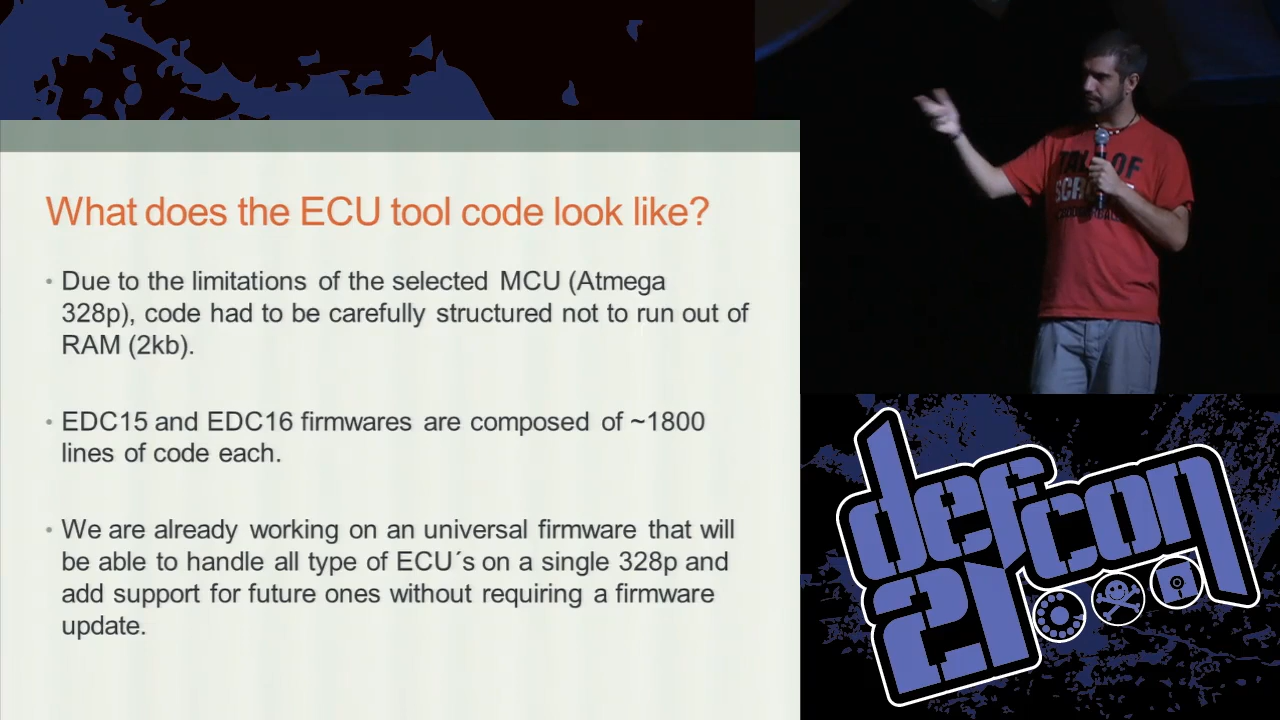 What does the ECU tool code look like?
• Due to the limitations of the selected MCU (Atmega
328p), code had to be carefully structured not to run out of
RAM (2kb).
• EDC15 and EDC16 firmwares are composed of ~1800
lines of code each.
• We are already working on an universal firmware that will
be able to handle all type of ECU´s on a single 328p and
add support for future ones without requiring a firmware
update.
OF
defcon
21